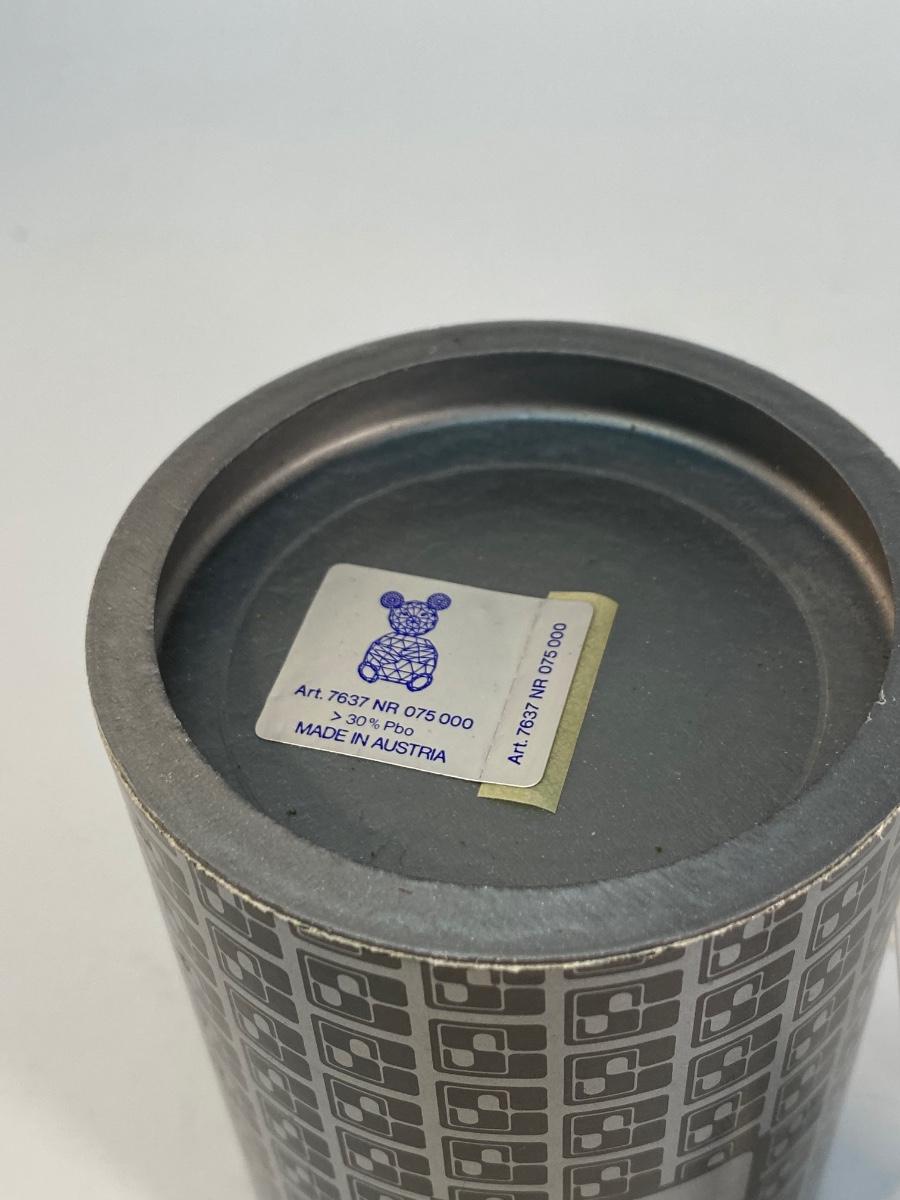 Art. 7637 NR 075 000
> 30 % Pbo
MADE IN AUSTRIA
Art. 7637 NR 075 000